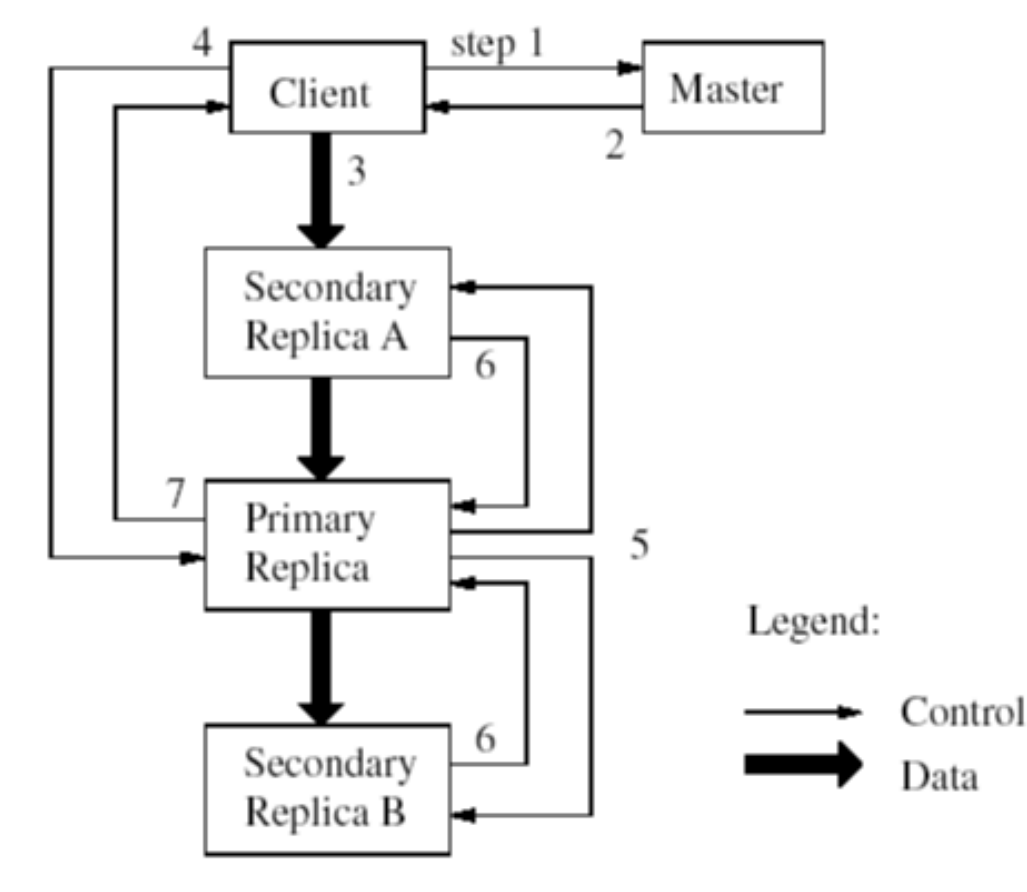 4
step 1
Client
Master
2
3
Secondary
Replica A
6
7
Primary
Replica
5
6
Secondary
Replica B
Legend:
Control
Data